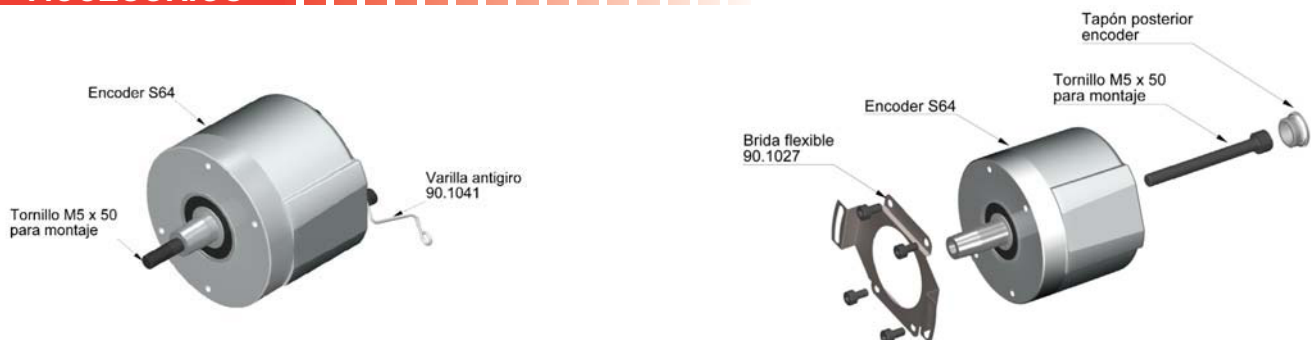 ACCESORIOS
Encoder S64
Tornillo M5 x 50
para montaje
Varilla antigiro
90.1041
Tapón posterior
encoder
Tornillo M5 x 50
para montaje
Encoder S64
Brida flexible
90.1027